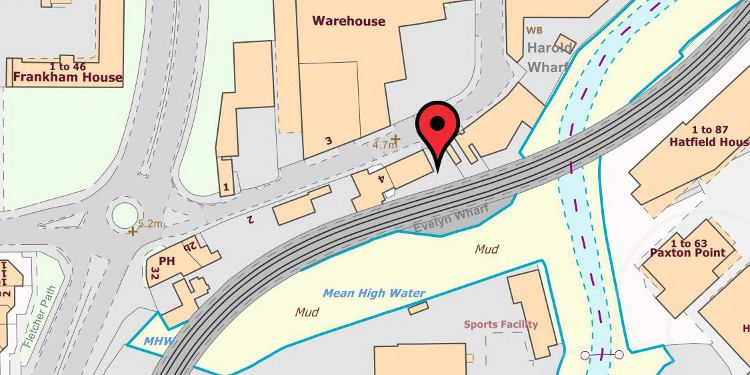 Warehouse
WB
Harold
Wharf
1 to 46
Frankham House
1 to 87
Hatfield Hous
3
4.7m
4
1
2
5.2m
Evelyn Wharf
2b
PH
32
Mud
1 to 63
Paxton Point
Mean High Water
Mud
Fletcher Path
Sports Facility
MHW
H